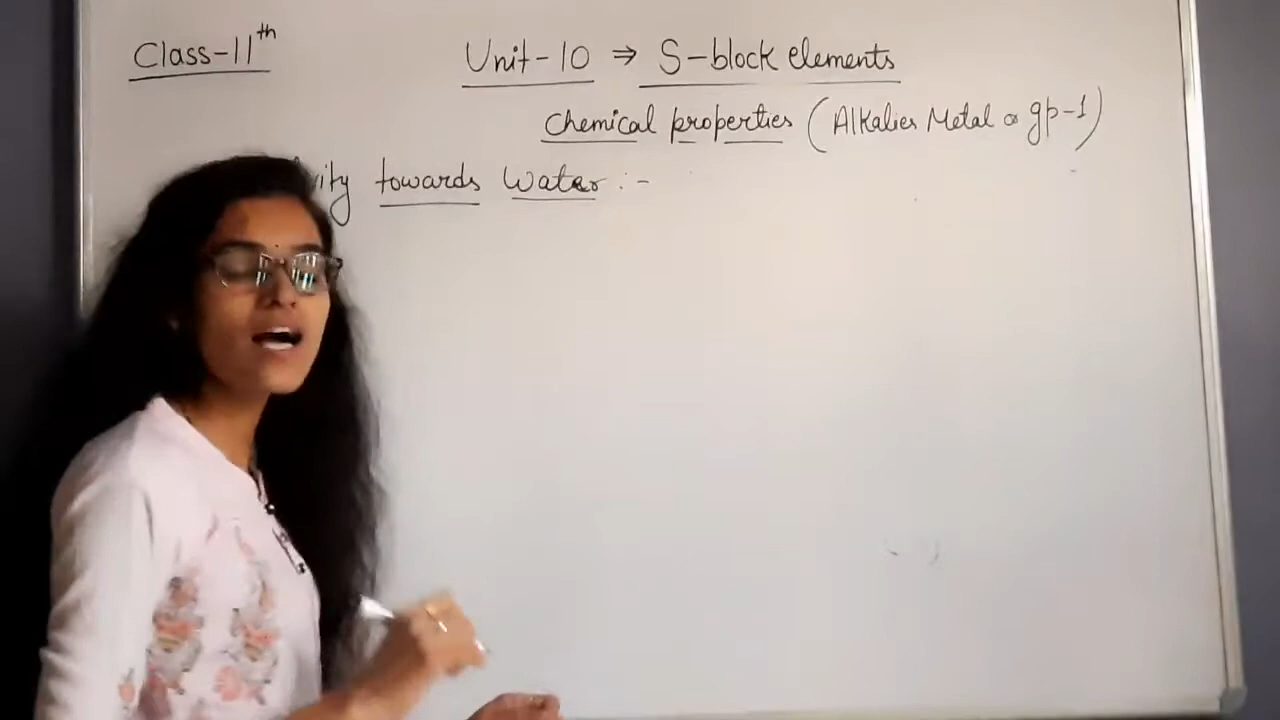 Class-11th
Unit-10 ⇒ S-block elements
Chemical properties (Alkalies Metal or gp-1)
towards Water :-